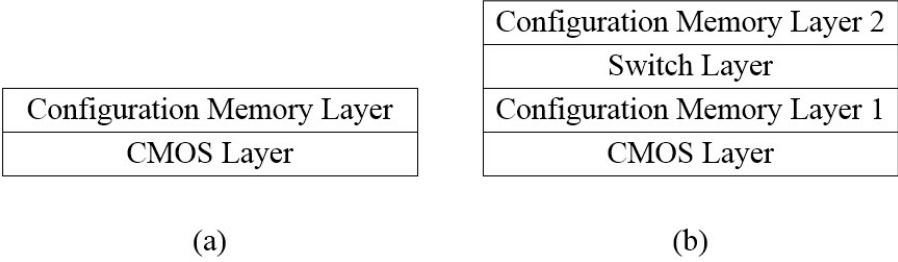 Configuration Memory Layer
CMOS Layer
(a)
Configuration Memory Layer 2
Switch Layer
Configuration Memory Layer 1
CMOS Layer
(b)